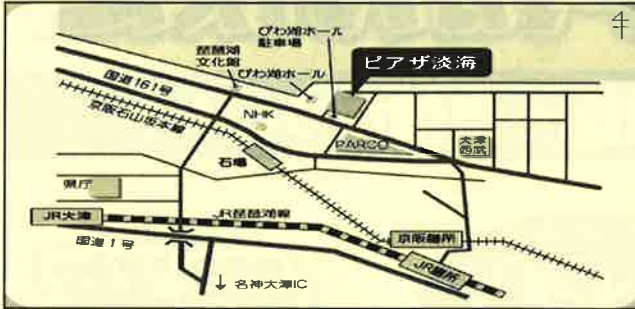 びわ湖ホール
駐車場
琵琶湖
文化館
びわ湖ホール
ピアザ淡海
国道161号
京阪石山坂本線
NHK
石場
PARCO
大津
西武
県庁
JR大津
JR琵琶湖線
京阪膳所
国道1号
JR膳所
↓ 名神大津IC